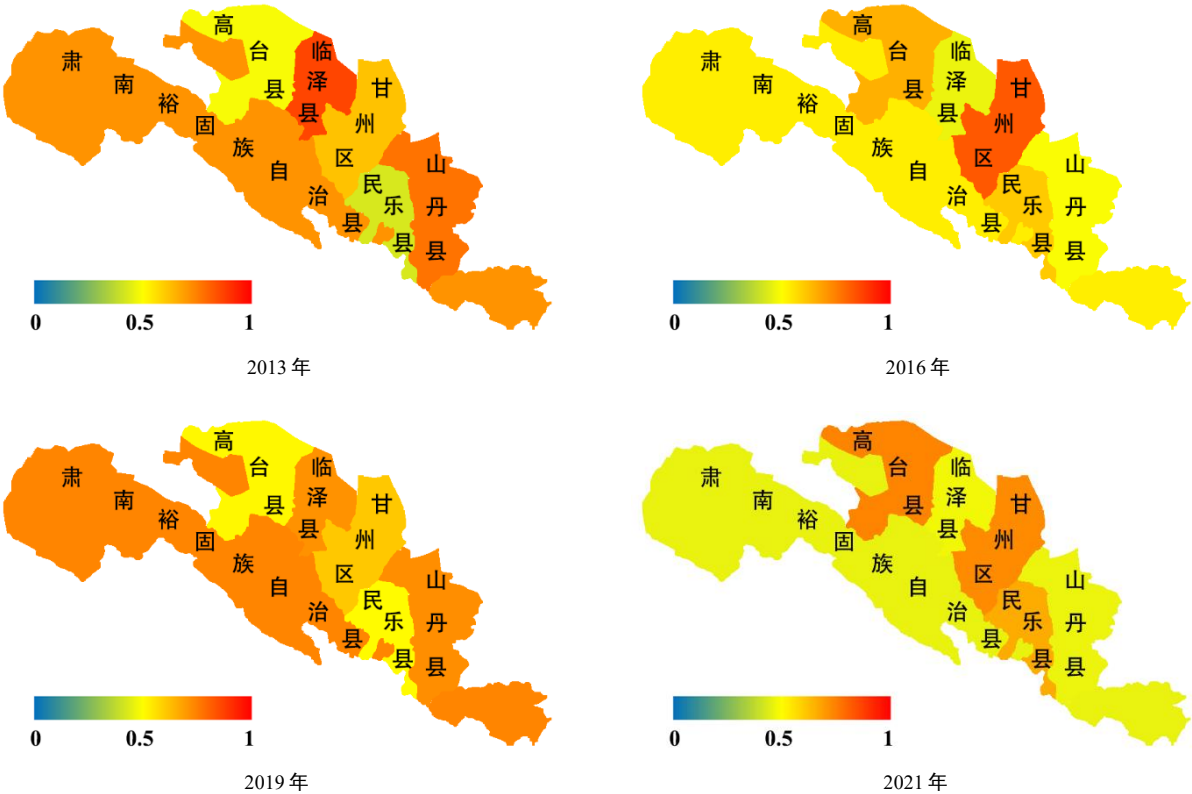 高台县
临泽县
肃南裕固族自治县
甘州区
民乐县
山丹县
0 0.5 1
2013 年
高台县
临泽县
肃南裕固族自治县
甘州区
民乐县
山丹县
0 0.5 1
2016 年
高台县
临泽县
肃南裕固族自治县
甘州区
民乐县
山丹县
0 0.5 1
2019 年
高台县
临泽县
肃南裕固族自治县
甘州区
民乐县
山丹县
0 0.5 1
2021 年